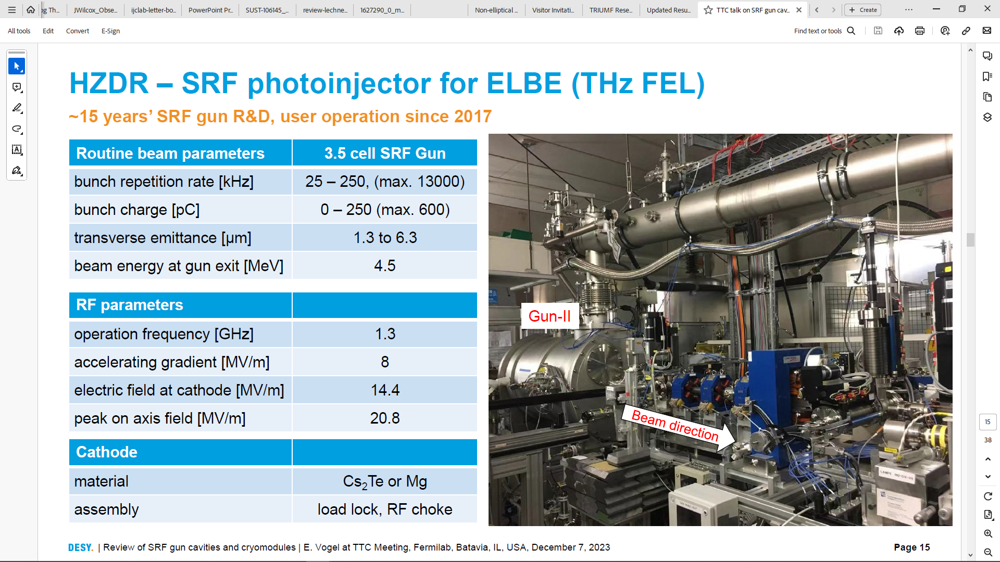 og Th...
JWilcox_Obse...
ijclab-letter-bo...
PowerPoint Pr...
SUST-106145_...
review-lechne...
1627290_0_m...
Non-elliptical ...
Visitor Invitati...
TRIUMF Rese...
Updated Resu...
TTC talk on SRF gun cav...
Create
All tools
Edit
Convert
E-Sign
Find text or tools
HZDR – SRF photoinjector for ELBE (THz FEL)
~15 years’ SRF gun R&D, user operation since 2017
Routine beam parameters 3.5 cell SRF Gun
bunch repetition rate [kHz] 25 – 250, (max. 13000)
bunch charge [pC] 0 – 250 (max. 600)
transverse emittance [µm] 1.3 to 6.3
beam energy at gun exit [MeV] 4.5
RF parameters
operation frequency [GHz] 1.3
accelerating gradient [MV/m] 8
electric field at cathode [MV/m] 14.4
peak on axis field [MV/m] 20.8
Cathode
material Cs₂Te or Mg
assembly load lock, RF choke
Gun-II
Beam direction
15
38
DESY. | Review of SRF gun cavities and cryomodules | E. Vogel at TTC Meeting, Fermilab, Batavia, IL, USA, December 7, 2023
Page 15